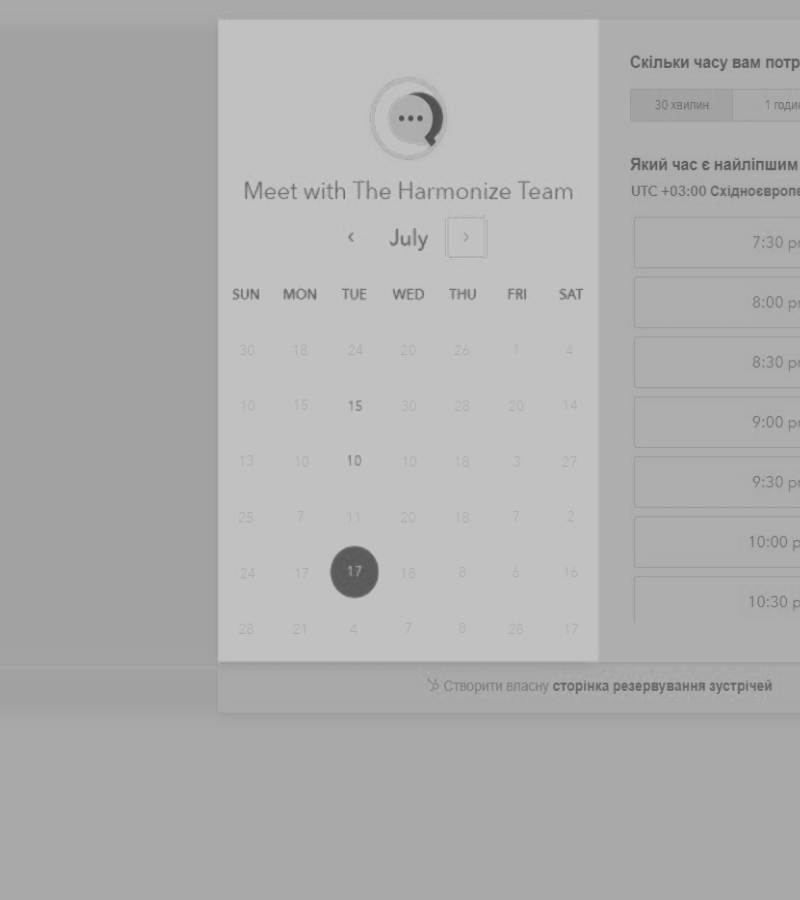 Meet with The Harmonize Team
July
SUN MON TUE WED THU FRI SAT
30 18 24 20 26 1 4
10 15 15 30 28 20 14
13 10 10 10 18 3 27
25 7 11 20 18 7 2
24 17 17 18 8 6 16
28 21 4 7 8 28 17
Скільки часу вам
30 хвилин 1
Який час є найліпшим
UTC +03:00
7:30
8:00
8:30
9:00
9:30
10:00
10:30
Створити власну сторінка резервування зустрічей